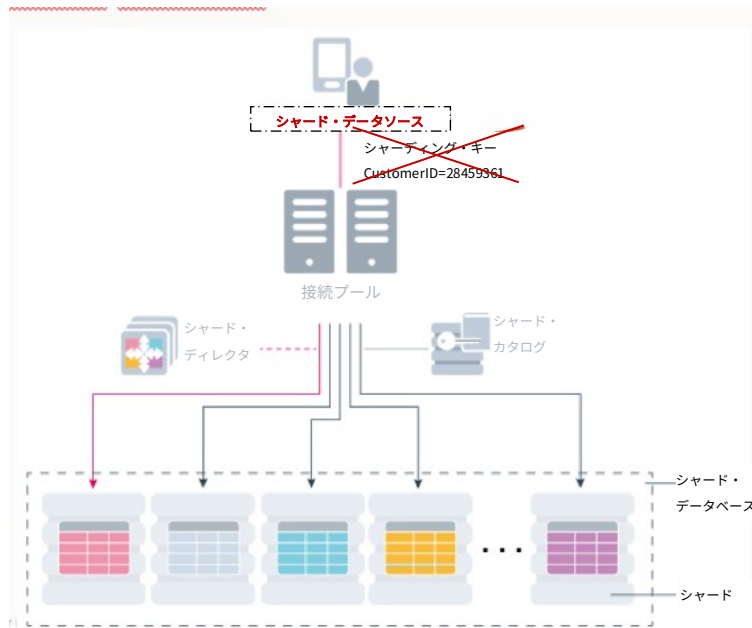 シャード・データソース
シャーディング・キー
CustomerID=28459361
接続プール
シャード・
ディレクタ
シャード・
カタログ
シャード・
データベース
シャード